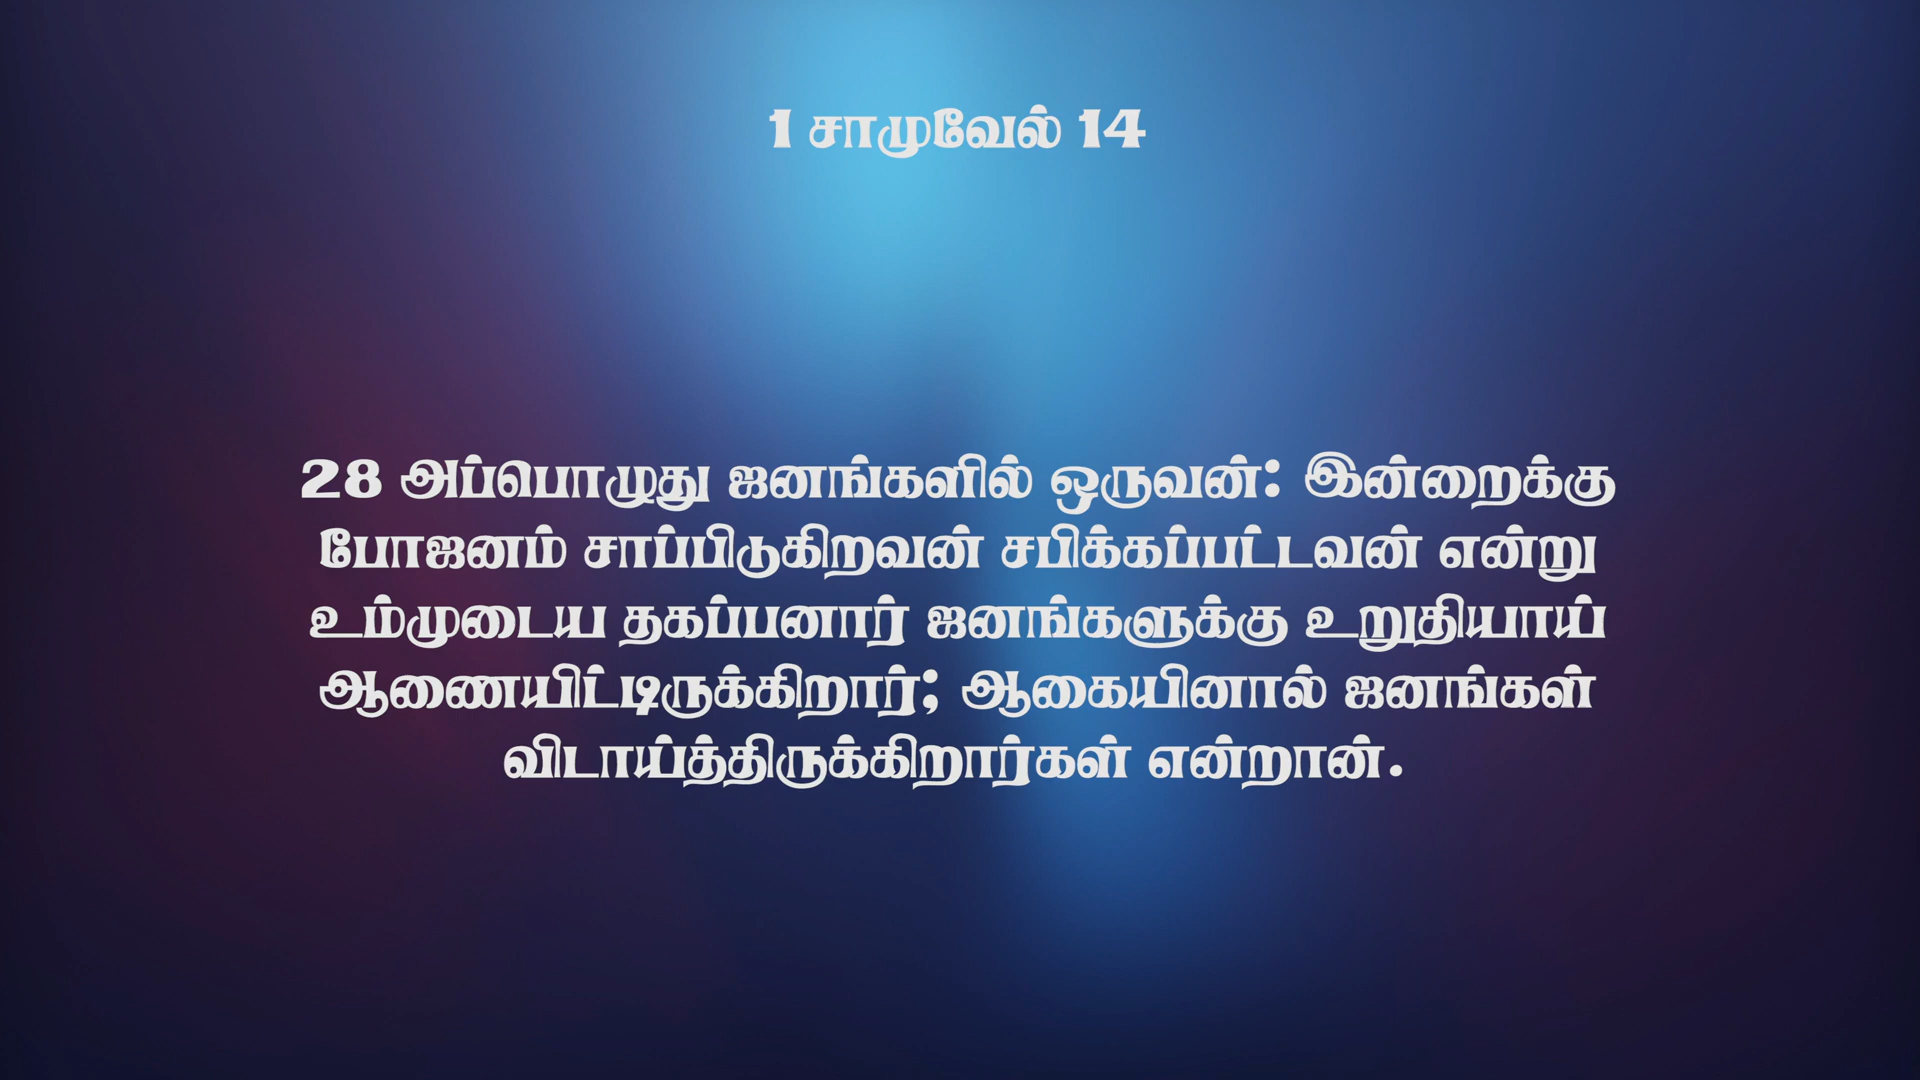 1 சாமுவேல் 14
28 அப்பொழுது ஜனங்களில் ஒருவன்: இன்றைக்கு
போஜனம் சாப்பிடுகிறவன் சபிக்கப்பட்டவன் என்று
உம்முடைய தகப்பனார் ஜனங்களுக்கு உறுதியாய்
ஆணையிட்டிருக்கிறார்; ஆகையினால் ஜனங்கள்
விடாய்த்திருக்கிறார்கள் என்றான்.